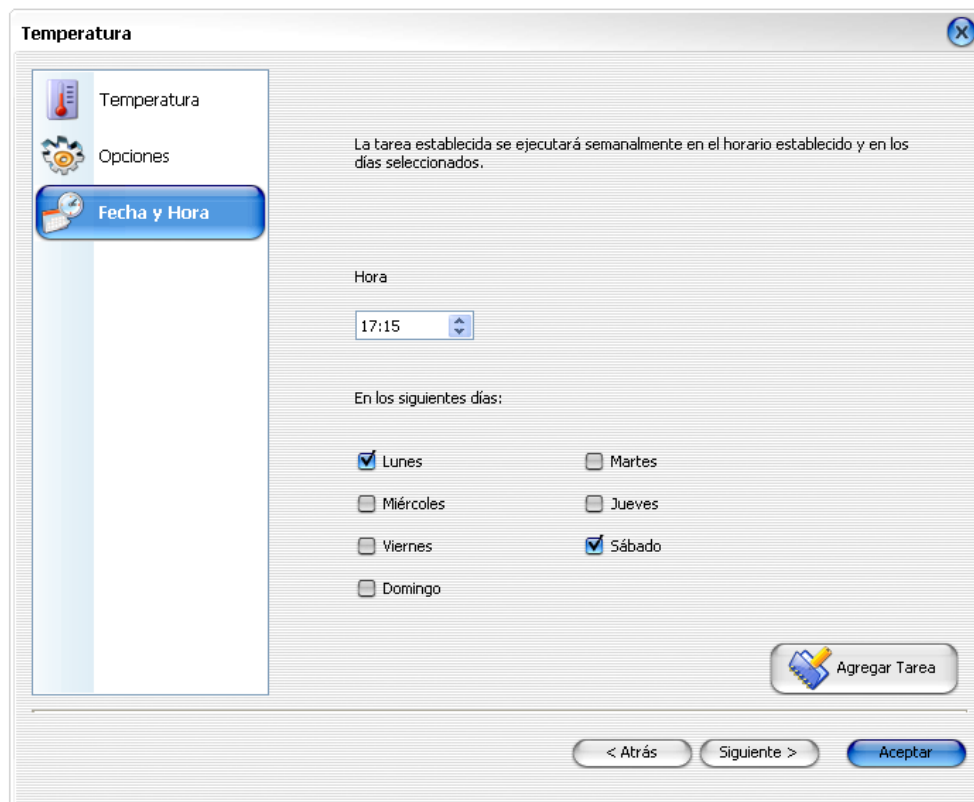 Temperatura
Temperatura
Opciones
Fecha y Hora
La tarea establecida se ejecutará semanalmente en el horario establecido y en los
días seleccionados.
Hora
17:15
En los siguientes días:
Lunes
Martes
Miércoles
Jueves
Viernes
Sábado
Domingo
Agregar Tarea
< Atrás
Siguiente >
Aceptar